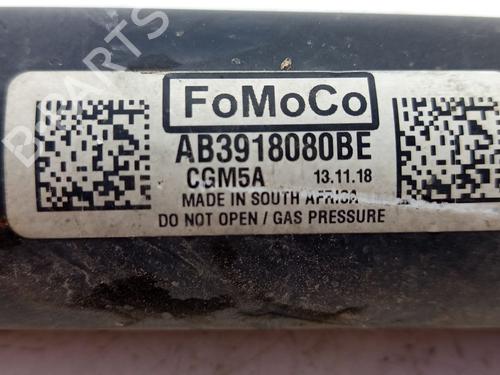 FoMoCo
AB3918080BE
CGM5A 13.11.18
MADE IN SOUTH AFRICA
DO NOT OPEN / GAS PRESSURE